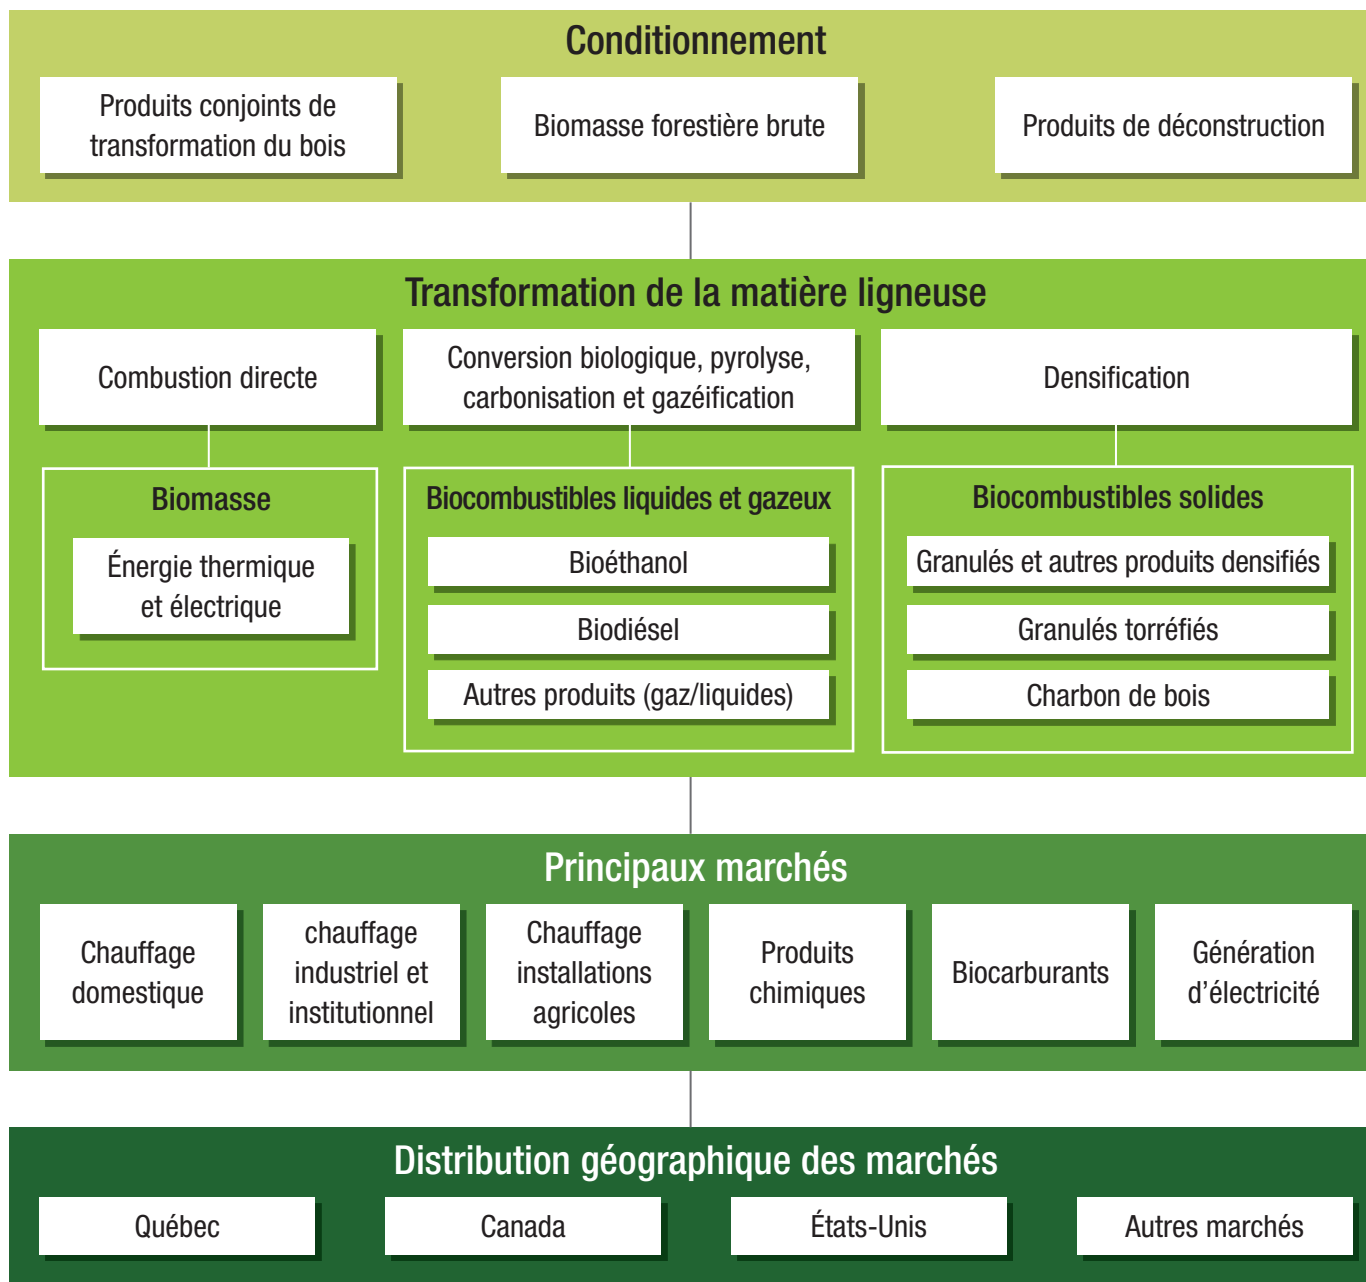 Conditionnement
Produits conjoints de
transformation du bois
Biomasse forestière brute
Produits de déconstruction
Transformation de la matière ligneuse
Combustion directe
Conversion biologique, pyrolyse,
carbonisation et gazéification
Densification
Biomasse
Énergie thermique
et électrique
Biocombustibles liquides et gazeux
Bioéthanol
Biodiésel
Autres produits (gaz/liquides)
Biocombustibles solides
Granulés et autres produits densifiés
Granulés torréfiés
Charbon de bois
Principaux marchés
Chauffage
domestique
chauffage
industriel et
institutionnel
Chauffage
installations
agricoles
Produits
chimiques
Biocarburants
Génération
d’électricité
Distribution géographique des marchés
Québec
Canada
États-Unis
Autres marchés